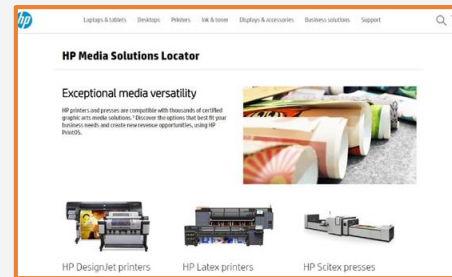 hp
Laptops & tablets Desktops Printers Ink & toner Displays & accessories Business solutions Support
HP Media Solutions Locator
Exceptional media versatility
HP printers and presses are compatible with thousands of certified
graphic arts media solutions.¹ Discover the options that best fit your
business needs and create new revenue opportunities, using HP
PrintOS.
HP DesignJet printers HP Latex printers HP Scitex presses